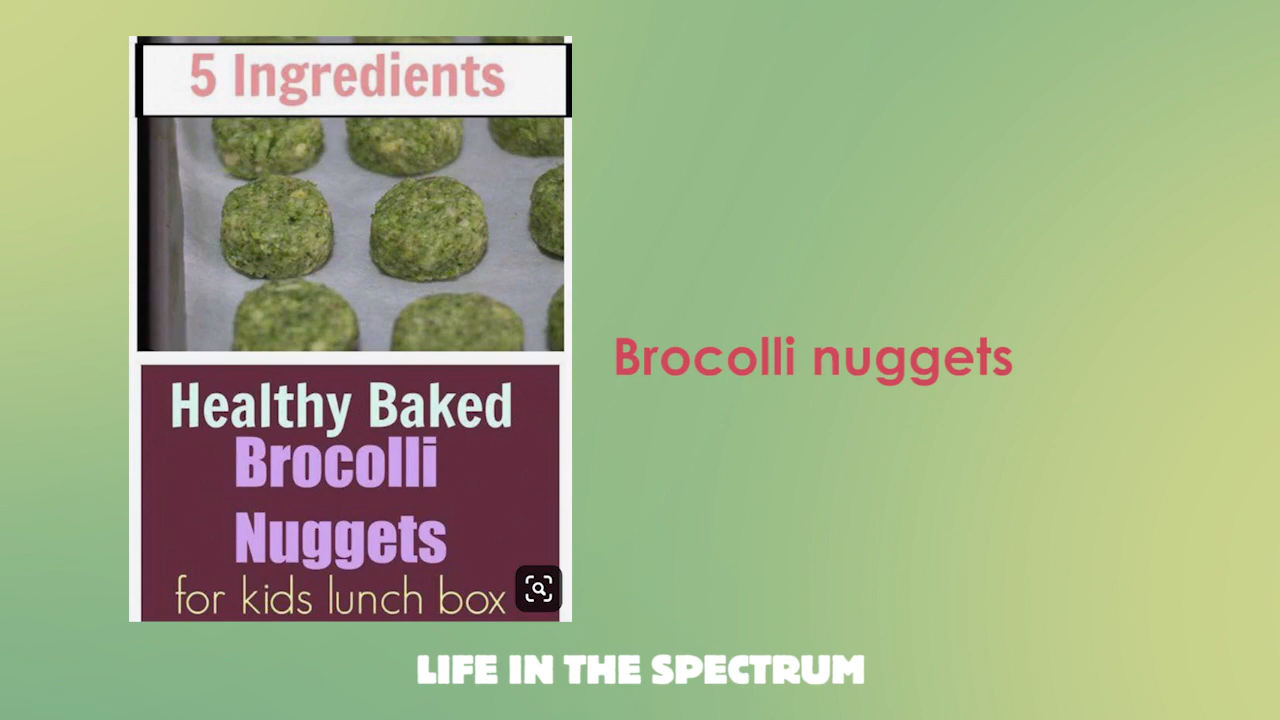 5 Ingredients
Healthy Baked
Brocolli
Nuggets
for kids lunch box
Brocolli nuggets
LIFE IN THE SPECTRUM